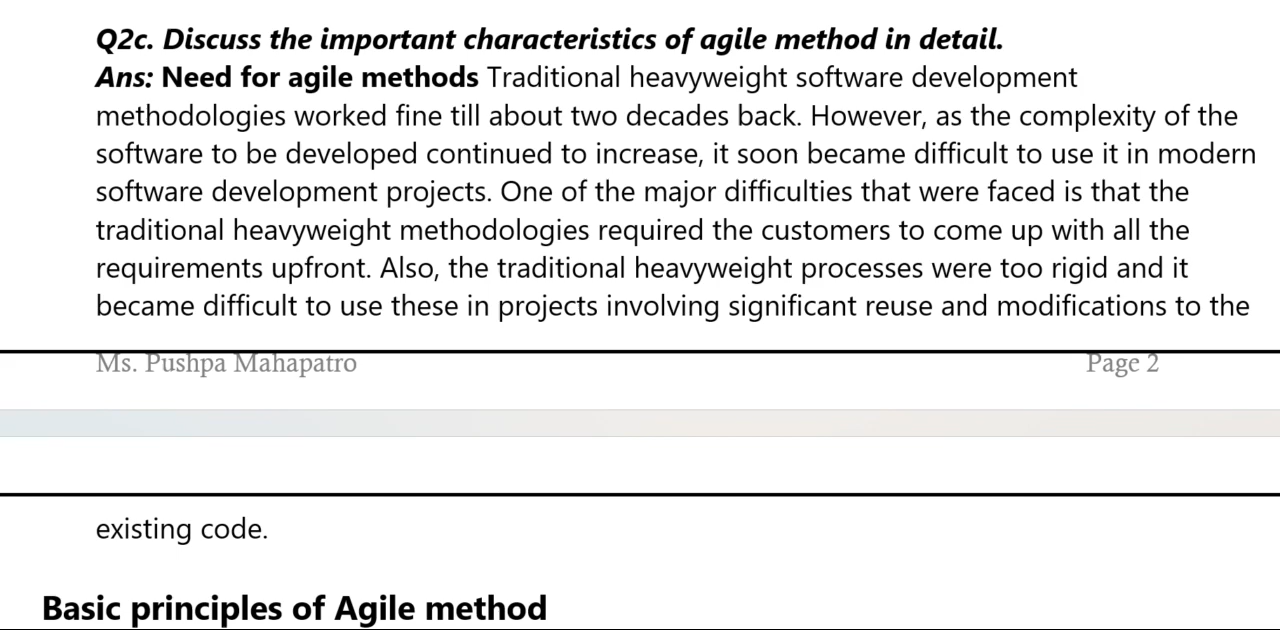 Q2c. Discuss the important characteristics of agile method in detail.
Ans: Need for agile methods Traditional heavyweight software development
methodologies worked fine till about two decades back. However, as the complexity of the
software to be developed continued to increase, it soon became difficult to use it in modern
software development projects. One of the major difficulties that were faced is that the
traditional heavyweight methodologies required the customers to come up with all the
requirements upfront. Also, the traditional heavyweight processes were too rigid and it
became difficult to use these in projects involving significant reuse and modifications to the
Ms. Pushpa Mahapatro Page 2
existing code.
Basic principles of Agile method